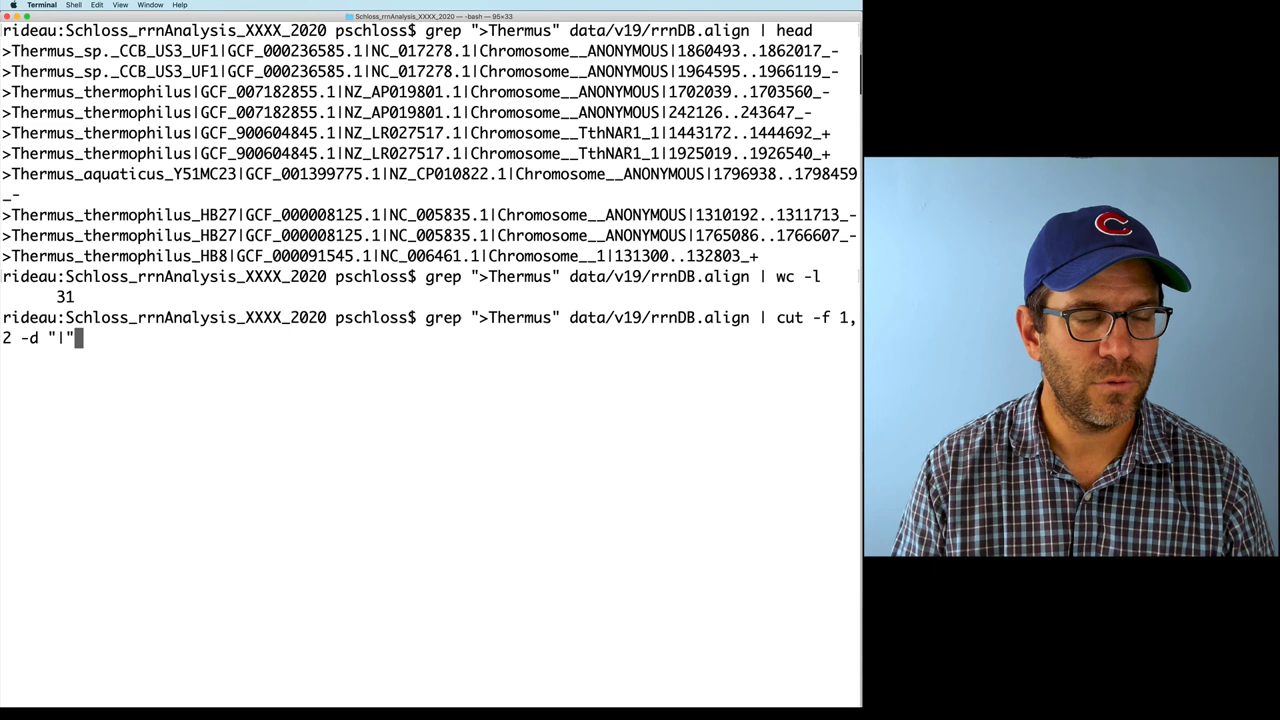 Terminal Shell Edit View Window Help
Schloss_rrnAnalysis_XXXX_2020 — -bash — 95×33
rideau:Schloss_rrnAnalysis_XXXX_2020 pschloss$ grep ">Thermus" data/v19/rrnDB.align | head
>Thermus_sp._CCB_US3_UF1|GCF_000236585.1|NC_017278.1|Chromosome__ANONYMOUS|1860493..1862017_-
>Thermus_sp._CCB_US3_UF1|GCF_000236585.1|NC_017278.1|Chromosome__ANONYMOUS|1964595..1966119_-
>Thermus_thermophilus|GCF_007182855.1|NZ_AP019801.1|Chromosome__ANONYMOUS|1702039..1703560_-
>Thermus_thermophilus|GCF_007182855.1|NZ_AP019801.1|Chromosome__ANONYMOUS|242126..243647_-
>Thermus_thermophilus|GCF_900604845.1|NZ_LR027517.1|Chromosome__TthNAR1_1|1443172..1444692_+
>Thermus_thermophilus|GCF_900604845.1|NZ_LR027517.1|Chromosome__TthNAR1_1|1925019..1926540_+
>Thermus_aquaticus_Y51MC23|GCF_001399775.1|NZ_CP010822.1|Chromosome__ANONYMOUS|1796938..1798459
_-
>Thermus_thermophilus_HB27|GCF_000008125.1|NC_005835.1|Chromosome__ANONYMOUS|1310192..1311713_-
>Thermus_thermophilus_HB27|GCF_000008125.1|NC_005835.1|Chromosome__ANONYMOUS|1765086..1766607_-
>Thermus_thermophilus_HB8|GCF_000091545.1|NC_006461.1|Chromosome__1|131300..132803_+
rideau:Schloss_rrnAnalysis_XXXX_2020 pschloss$ grep ">Thermus" data/v19/rrnDB.align | wc -l
31
rideau:Schloss_rrnAnalysis_XXXX_2020 pschloss$ grep ">Thermus" data/v19/rrnDB.align | cut -f 1,
2 -d "|"
C